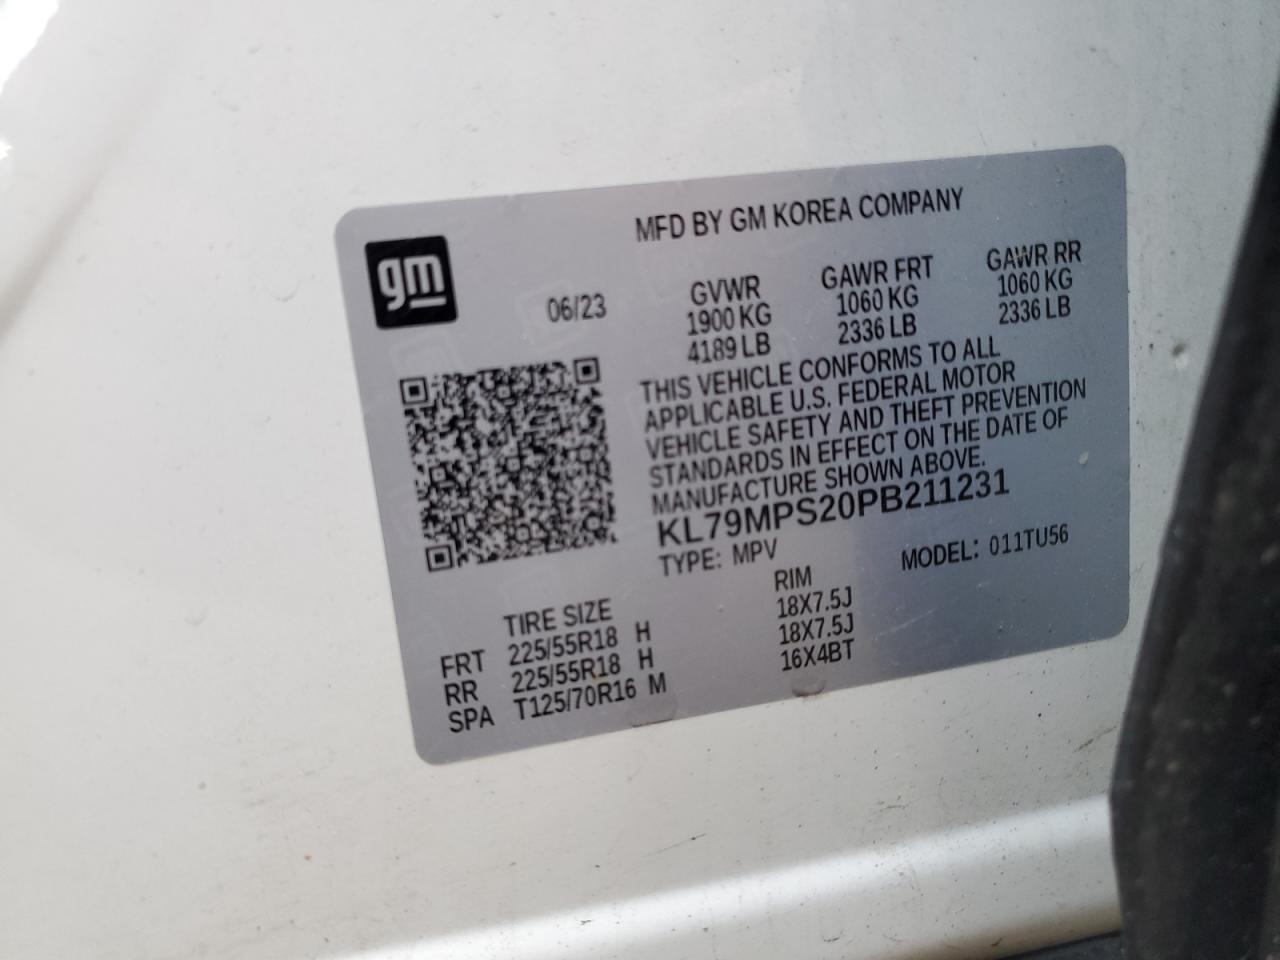 MFD BY GM KOREA COMPANY
gm
06/23
GVWR GAWR FRT GAWR RR
1900 KG 1060 KG 1060 KG
4189 LB 2336 LB 2336 LB
THIS VEHICLE CONFORMS TO ALL
APPLICABLE U.S. FEDERAL MOTOR
VEHICLE SAFETY AND THEFT PREVENTION
STANDARDS IN EFFECT ON THE DATE OF
MANUFACTURE SHOWN ABOVE.
KL79MPS20PB211231
TYPE: MPV MODEL: 011TU56
TIRE SIZE RIM
FRT 225/55R18 H 18X7.5J
RR 225/55R18 H 18X7.5J
SPA T125/70R16 M 16X4BT